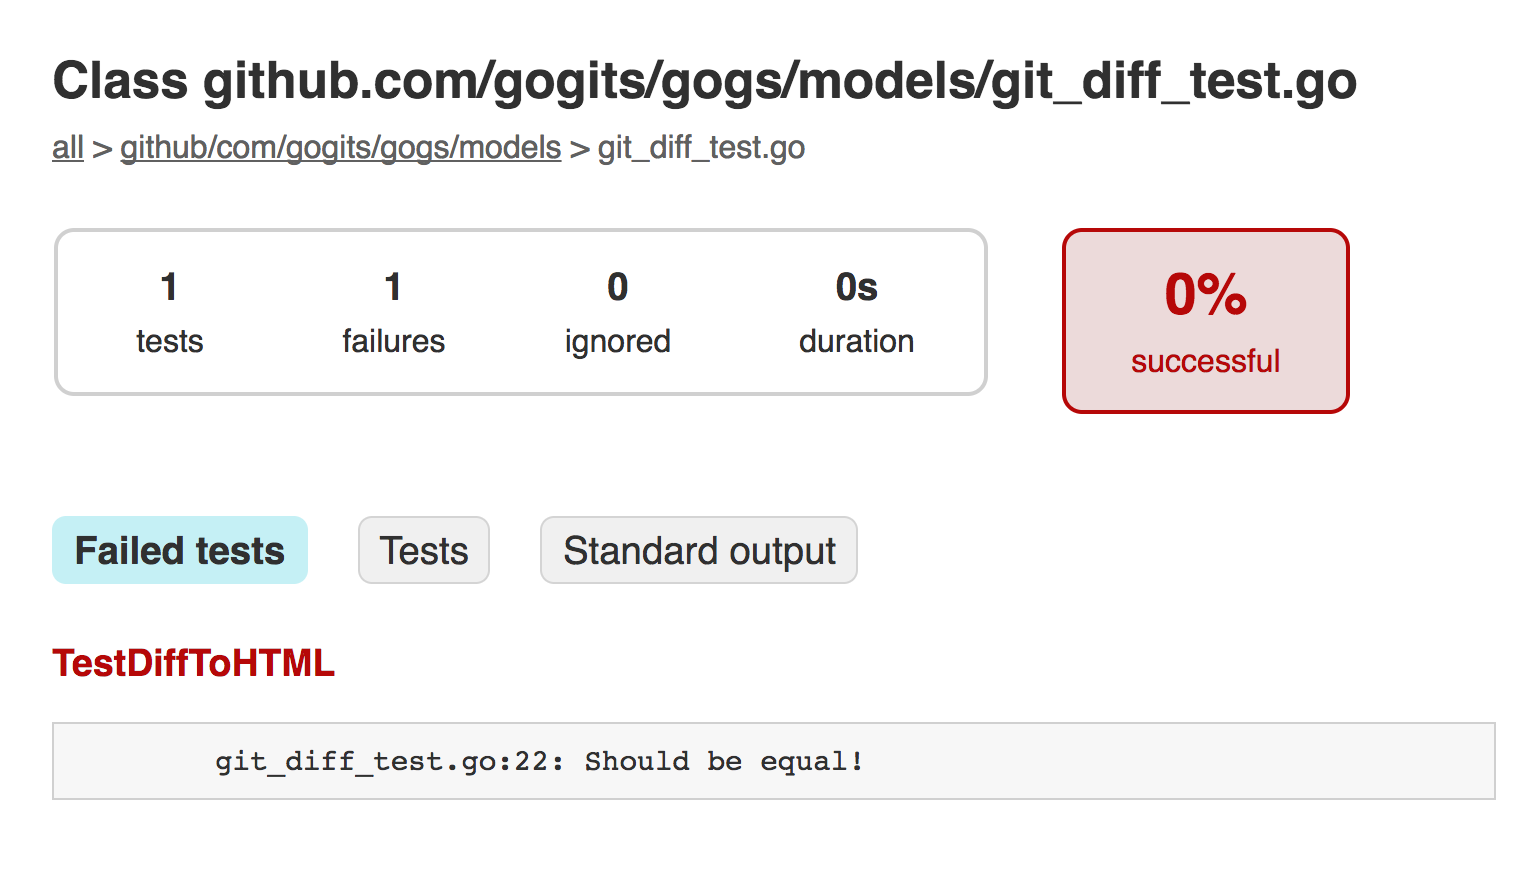 Class github.com/gogits/gogs/models/git_diff_test.go
all > github/com/gogits/gogs/models > git_diff_test.go
1 1 0 0s
tests failures ignored duration
0%
successful
Failed tests Tests Standard output
TestDiffToHTML
git_diff_test.go:22: Should be equal!